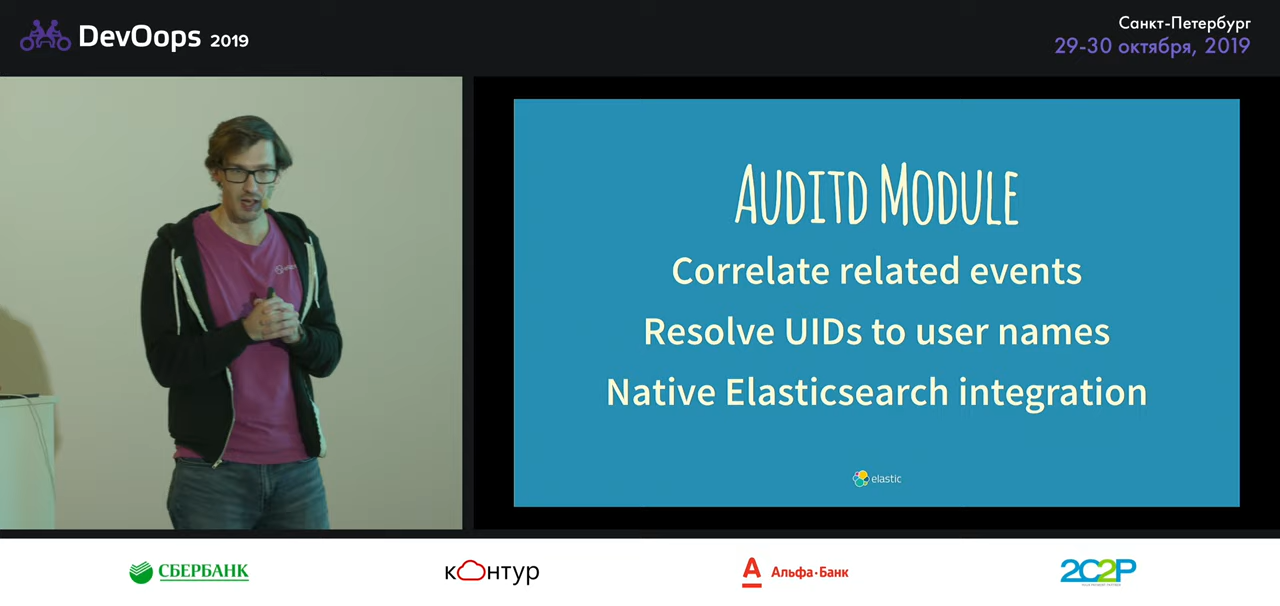 DevOops 2019
Санкт-Петербург
29-30 октября, 2019
AUDITD MODULE
Correlate related events
Resolve UIDs to user names
Native Elasticsearch integration
elastic
СБЕРБАНК
контур
Альфа·Банк
2C2P